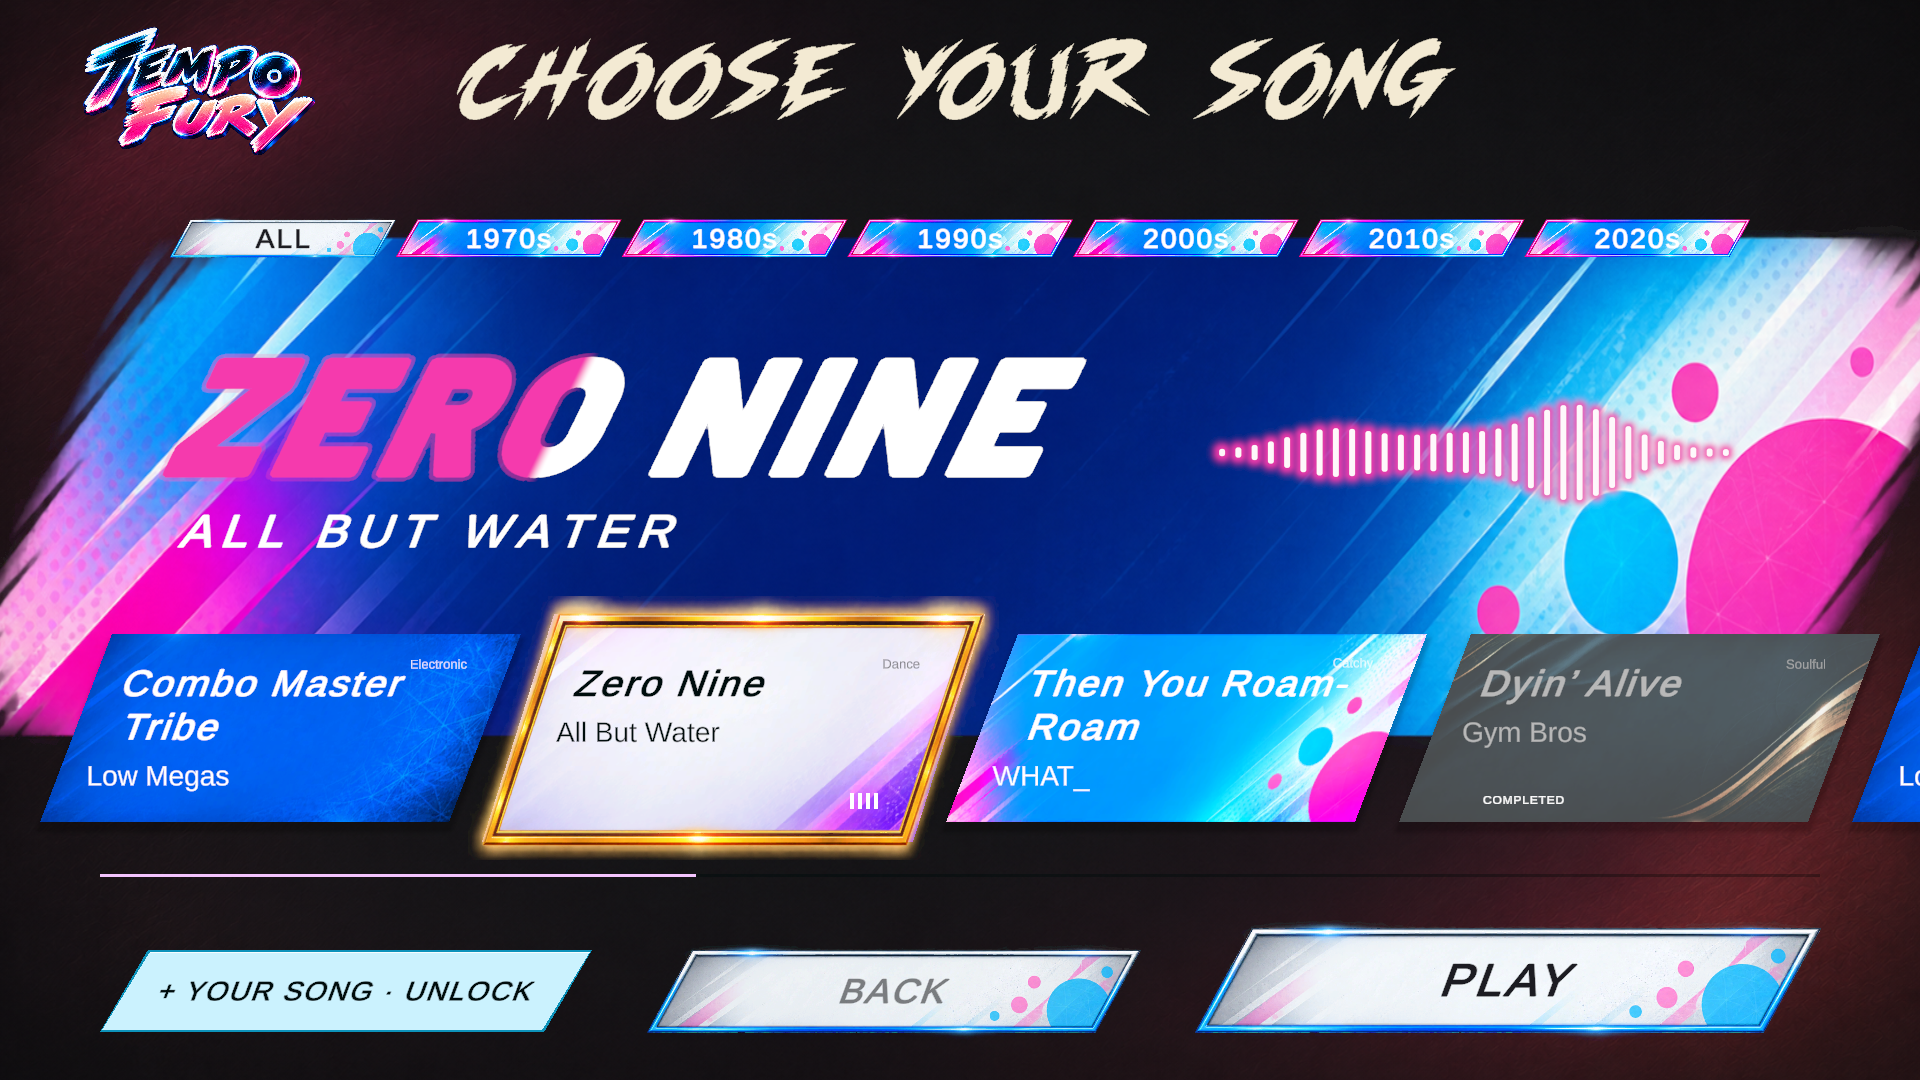 TEMPO
FURY
CHOOSE YOUR SONG
ALL
1970s
1980s
1990s
2000s
2010s
2020s
ZERO NINE
ALL BUT WATER
Combo Master
Tribe
Electronic
Low Megas
Zero Nine
Dance
All But Water
Then You Roam-
Roam
Catchy
WHAT_
Dyin' Alive
Soulful
Gym Bros
COMPLETED
+ YOUR SONG · UNLOCK
BACK
PLAY